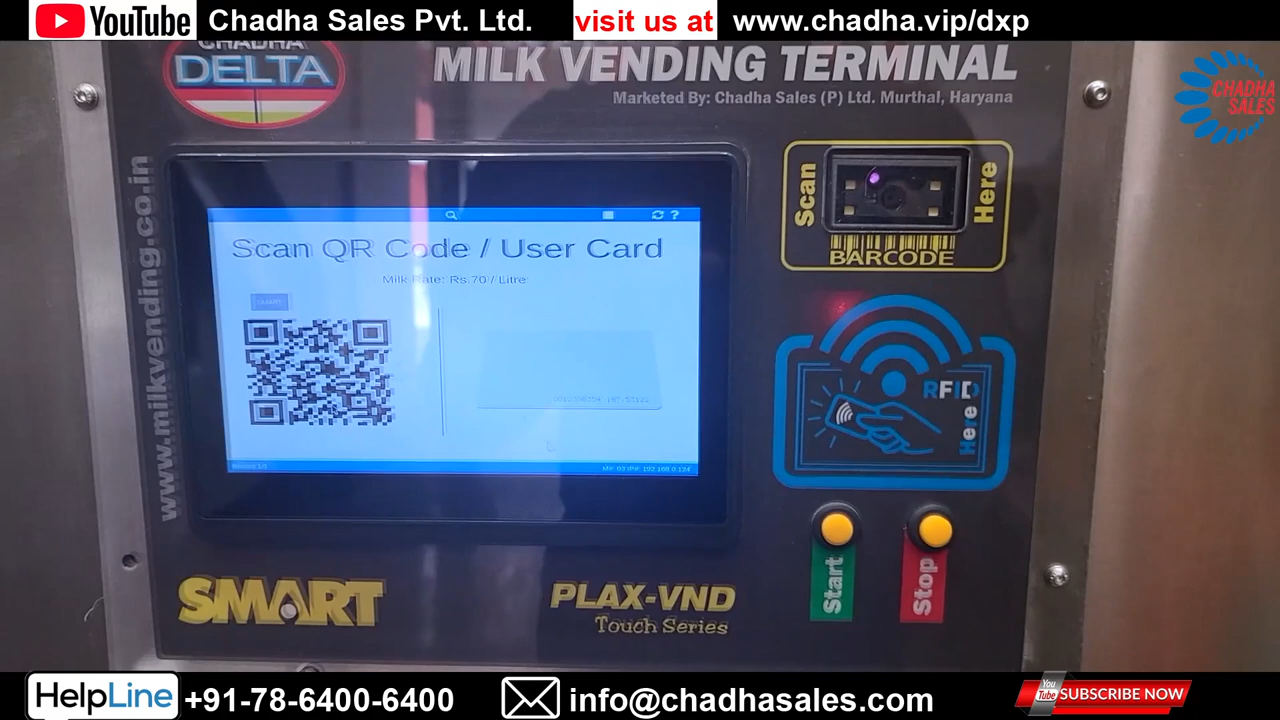 YouTube Chadha Sales Pvt. Ltd. visit us at www.chadha.vip/dxp
CHADHA
DELTA
MILK VENDING TERMINAL
Marketed By: Chadha Sales (P) Ltd. Murthal, Haryana
CHADHA
SALES
www.milkvending.co.in
Scan QR Code / User Card
Milk Rate: Rs.70 / Litre
SMART
Scan
Here
BARCODE
RFID
Here
SMART
PLAX-VND
Touch Series
Start
Stop
HelpLine +91-78-6400-6400 info@chadhasales.com
You
Tube
SUBSCRIBE NOW